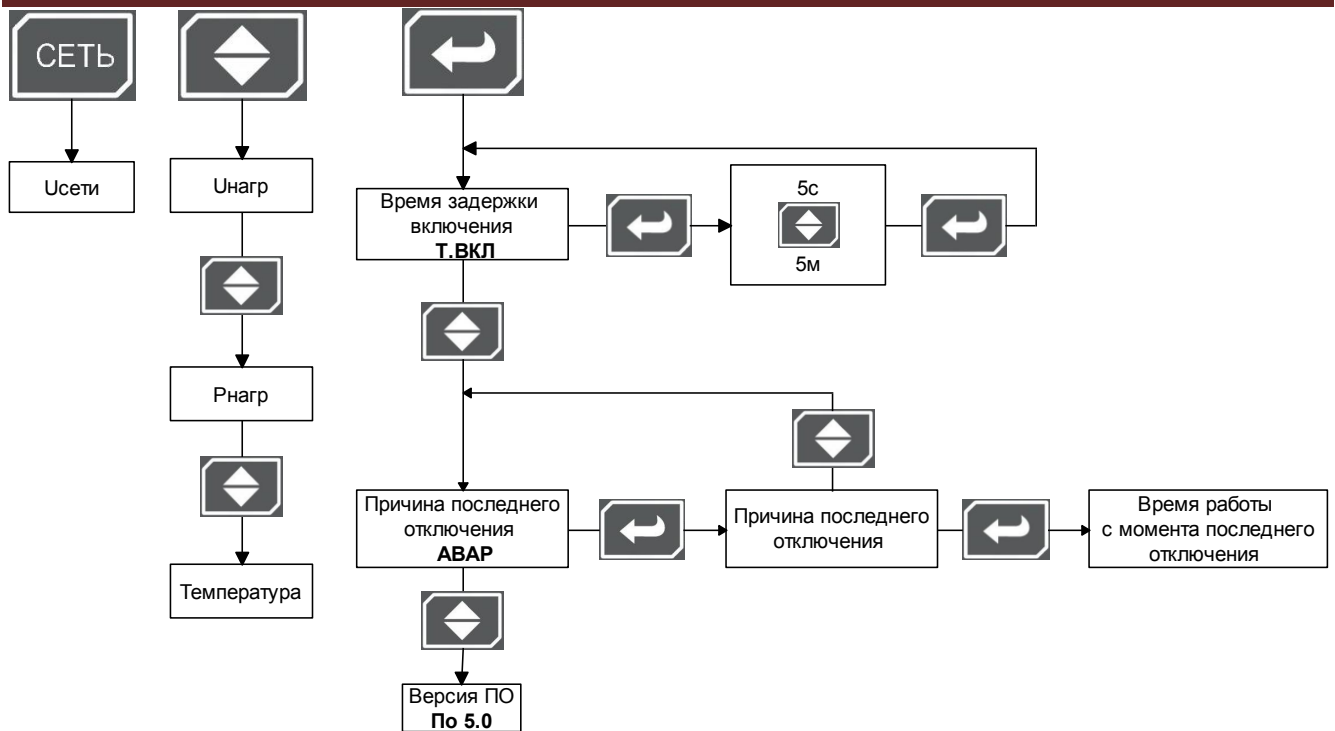 СЕТЬ
Uсети
Uнагр
Pнагр
Температура
Время задержки
включения
Т.ВКЛ
5с
5м
Причина последнего
отключения
АВАР
Причина последнего
отключения
Время работы
с момента последнего
отключения
Версия ПО
По 5.0